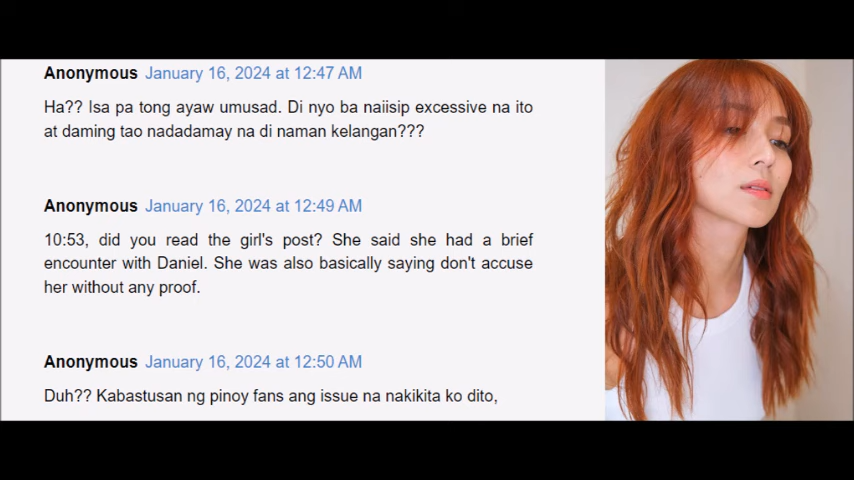 Anonymous January 16, 2024 at 12:47 AM
Ha?? Isa pa tong ayaw umusad. Di nyo ba naiisip excessive na ito
at daming tao nadadamay na di naman kelangan???
Anonymous January 16, 2024 at 12:49 AM
10:53, did you read the girl's post? She said she had a brief
encounter with Daniel. She was also basically saying don't accuse
her without any proof.
Anonymous January 16, 2024 at 12:50 AM
Duh?? Kabastusan ng pinoy fans ang issue na nakikita ko dito,